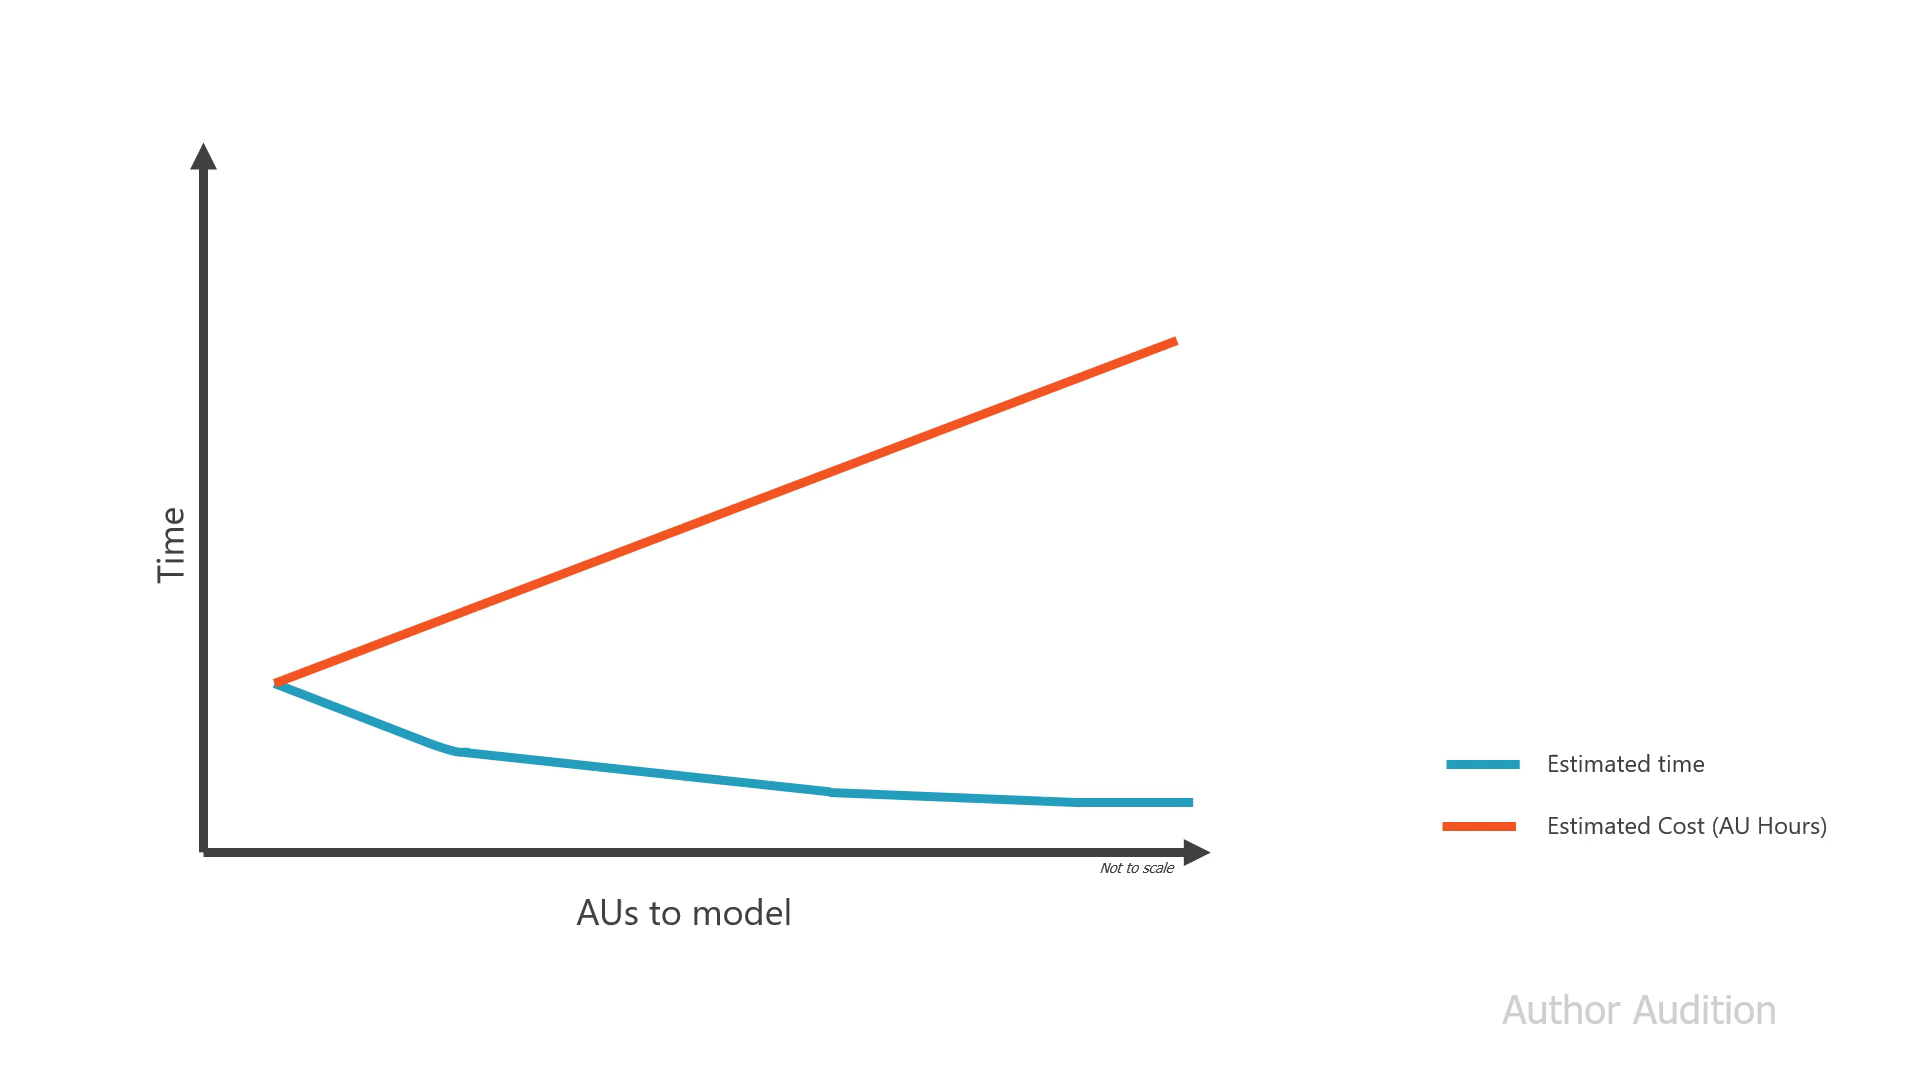 Time
Not to scale
AUs to model
Estimated time
Estimated Cost (AU Hours)
Author Audition